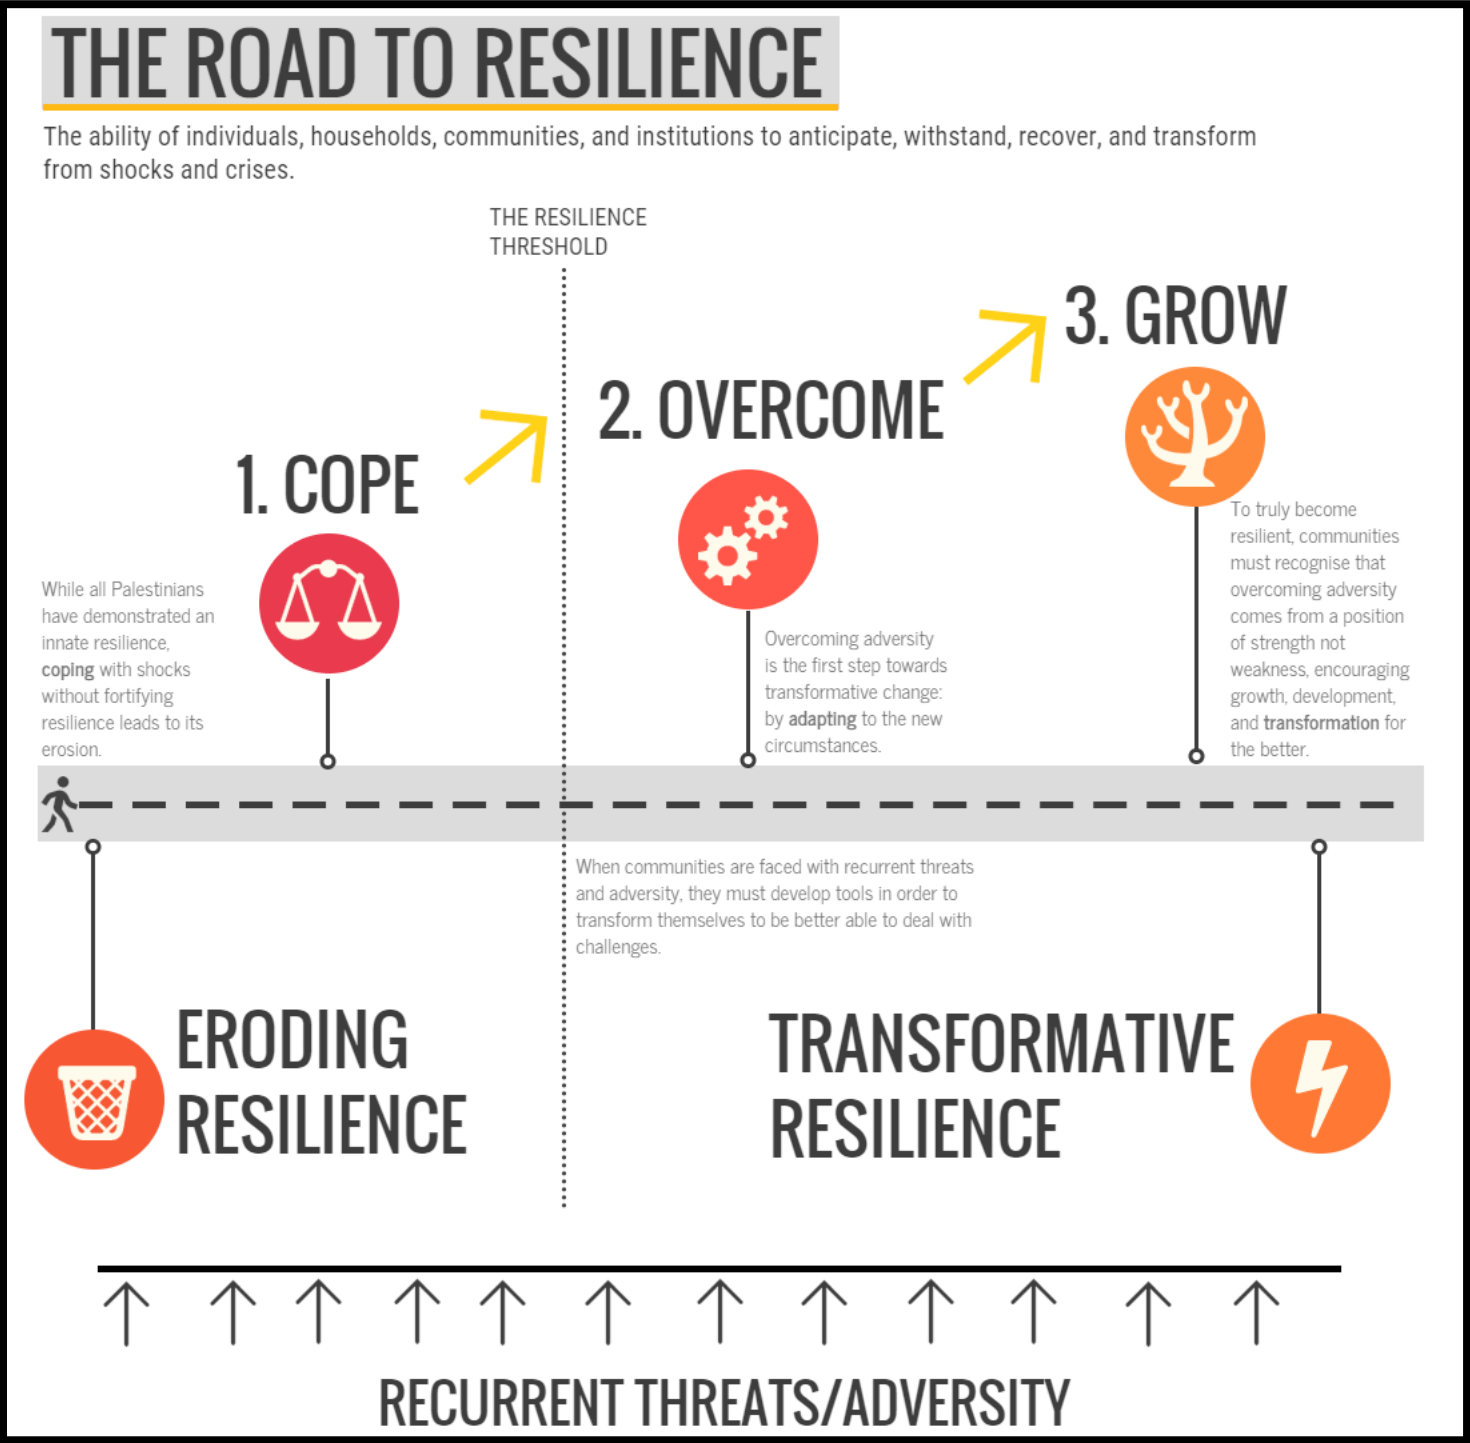 THE ROAD TO RESILIENCE
The ability of individuals, households, communities, and institutions to anticipate, withstand, recover, and transform
from shocks and crises.
THE RESILIENCE
THRESHOLD
1. COPE
While all Palestinians
have demonstrated an
innate resilience,
coping with shocks
without fortifying
resilience leads to its
erosion.
2. OVERCOME
Overcoming adversity
is the first step towards
transformative change:
by adapting to the new
circumstances.
3. GROW
To truly become
resilient, communities
must recognise that
overcoming adversity
comes from a position
of strength not
weakness, encouraging
growth, development,
and transformation for
the better.
When communities are faced with recurrent threats
and adversity, they must develop tools in order to
transform themselves to be better able to deal with
challenges.
ERODING
RESILIENCE
TRANSFORMATIVE
RESILIENCE
RECURRENT THREATS/ADVERSITY